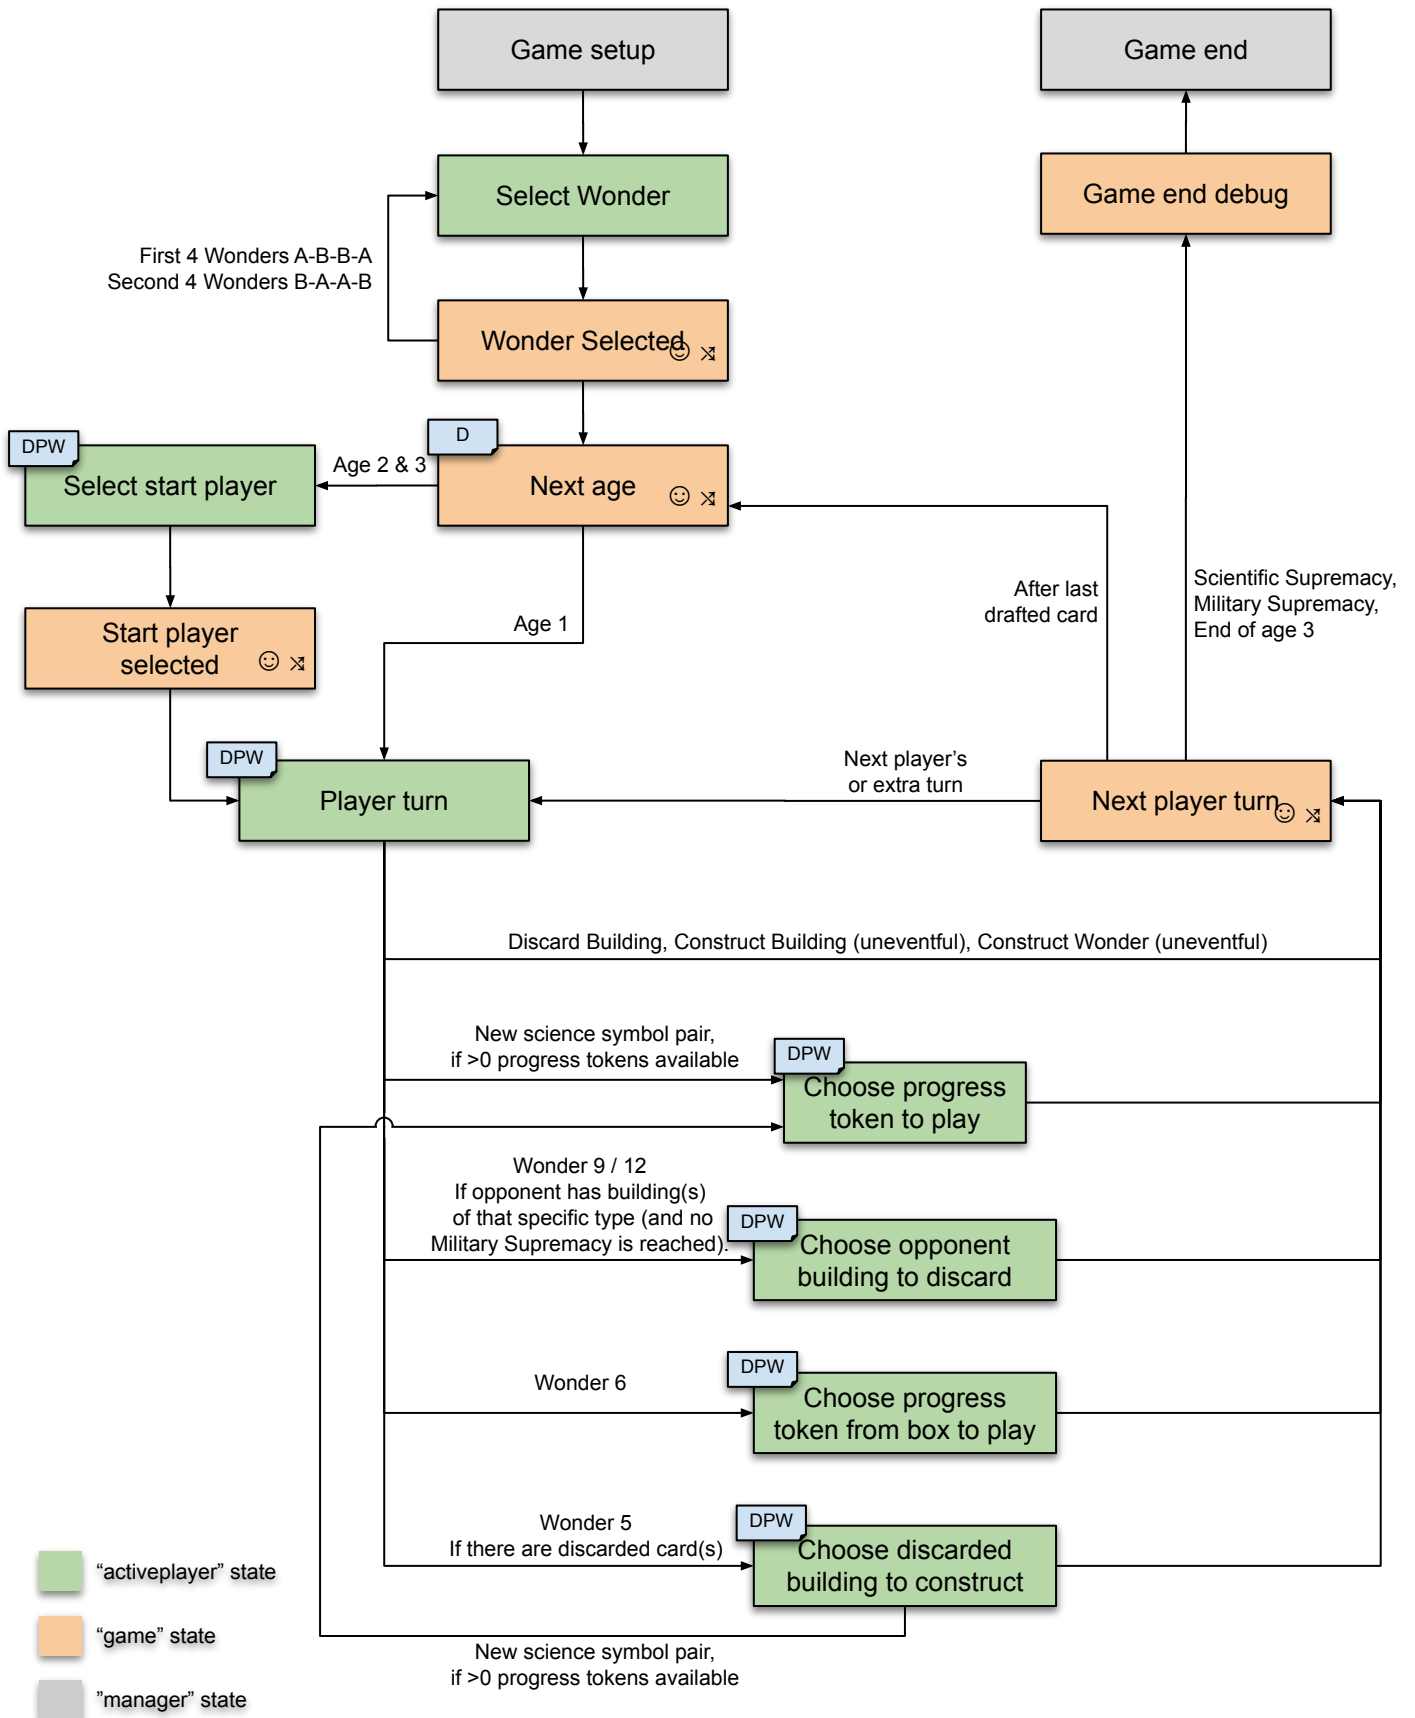 Game setup
Game end
Select Wonder
Game end debug
First 4 Wonders A-B-B-A
Second 4 Wonders B-A-A-B
Wonder Selected
DPW
Select start player
Age 2 & 3
D
Next age
Start player
selected
Age 1
After last
drafted card
Scientific Supremacy,
Military Supremacy,
End of age 3
DPW
Player turn
Next player's
or extra turn
Next player turn
Discard Building, Construct Building (uneventful), Construct Wonder (uneventful)
New science symbol pair,
if >0 progress tokens available
DPW
Choose progress
token to play
Wonder 9 / 12
If opponent has building(s)
of that specific type (and no
Military Supremacy is reached).
DPW
Choose opponent
building to discard
Wonder 6
DPW
Choose progress
token from box to play
Wonder 5
If there are discarded card(s)
DPW
Choose discarded
building to construct
New science symbol pair,
if >0 progress tokens available
“activeplayer” state
“game” state
”manager” state